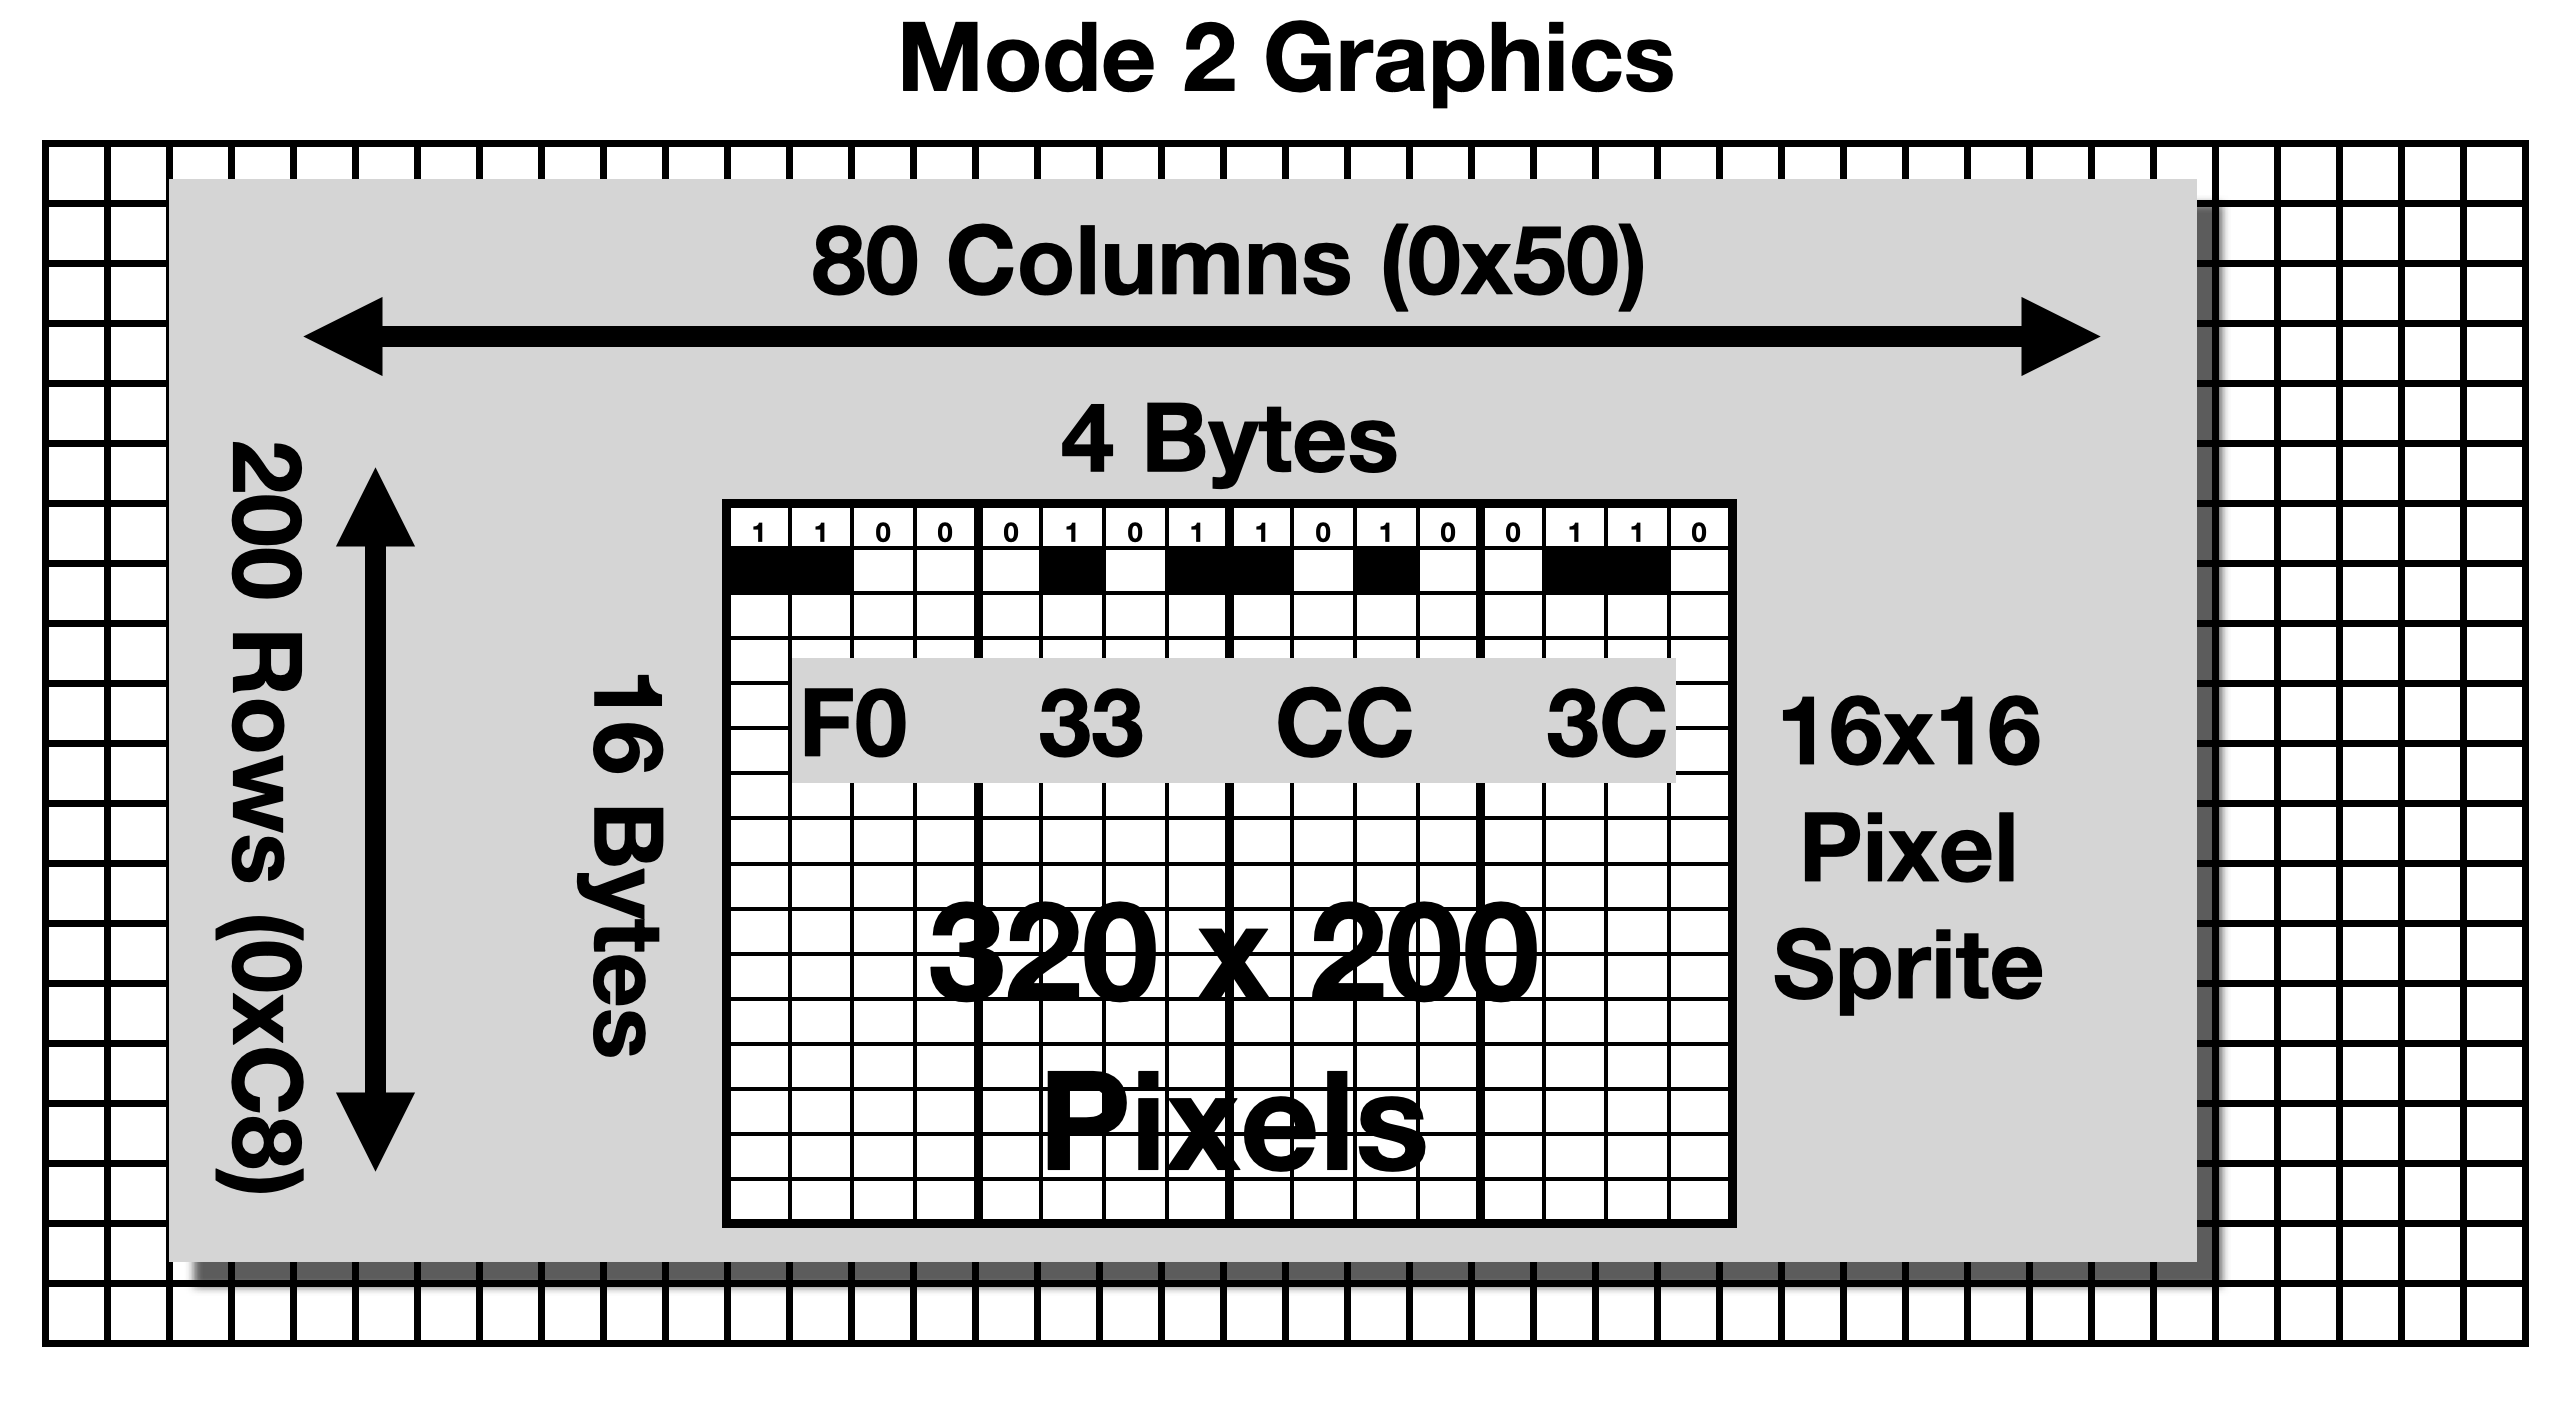 Mode 2 Graphics
80 Columns (0x50)
4 Bytes
200 Rows (0xC8)
16 Bytes
1 1 0 0 0 1 0 1 1 0 1 0 0 1 1 0
F0 33 CC 3C
16x16
Pixel
Sprite
320 x 200
Pixels